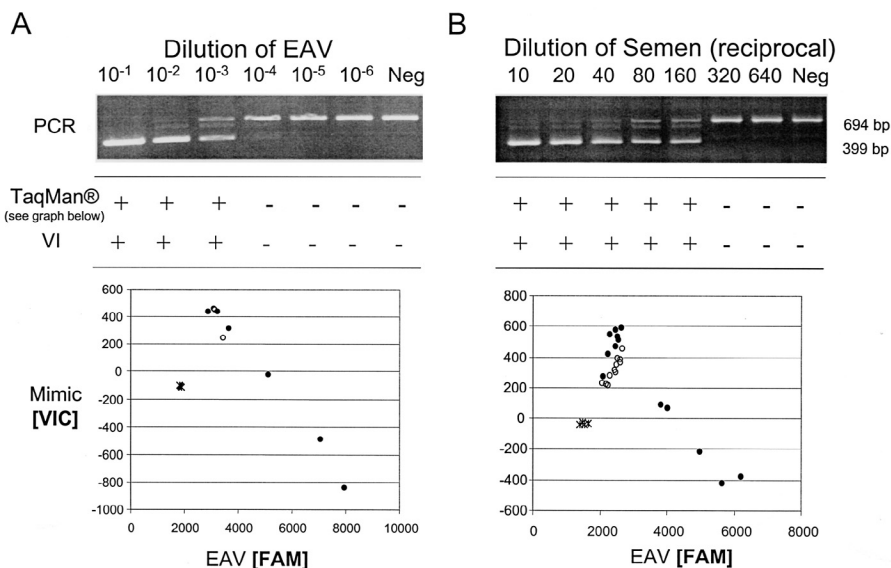 A
Dilution of EAV
10-1 10-2 10-3 10-4 10-5 10-6 Neg
PCR
TaqMan®
(see graph below)
+ + + - - - -
VI
+ + + - - - -
600
400
200
0
-200
-400
-600
-800
-1000
Mimic
[VIC]
0 2000 4000 6000 8000 10000
EAV [FAM]
B
Dilution of Semen (reciprocal)
10 20 40 80 160 320 640 Neg
694 bp
399 bp
+ + + + + - - -
+ + + + + - - -
800
600
400
200
0
-200
-400
-600
0 2000 4000 6000 8000
EAV [FAM]